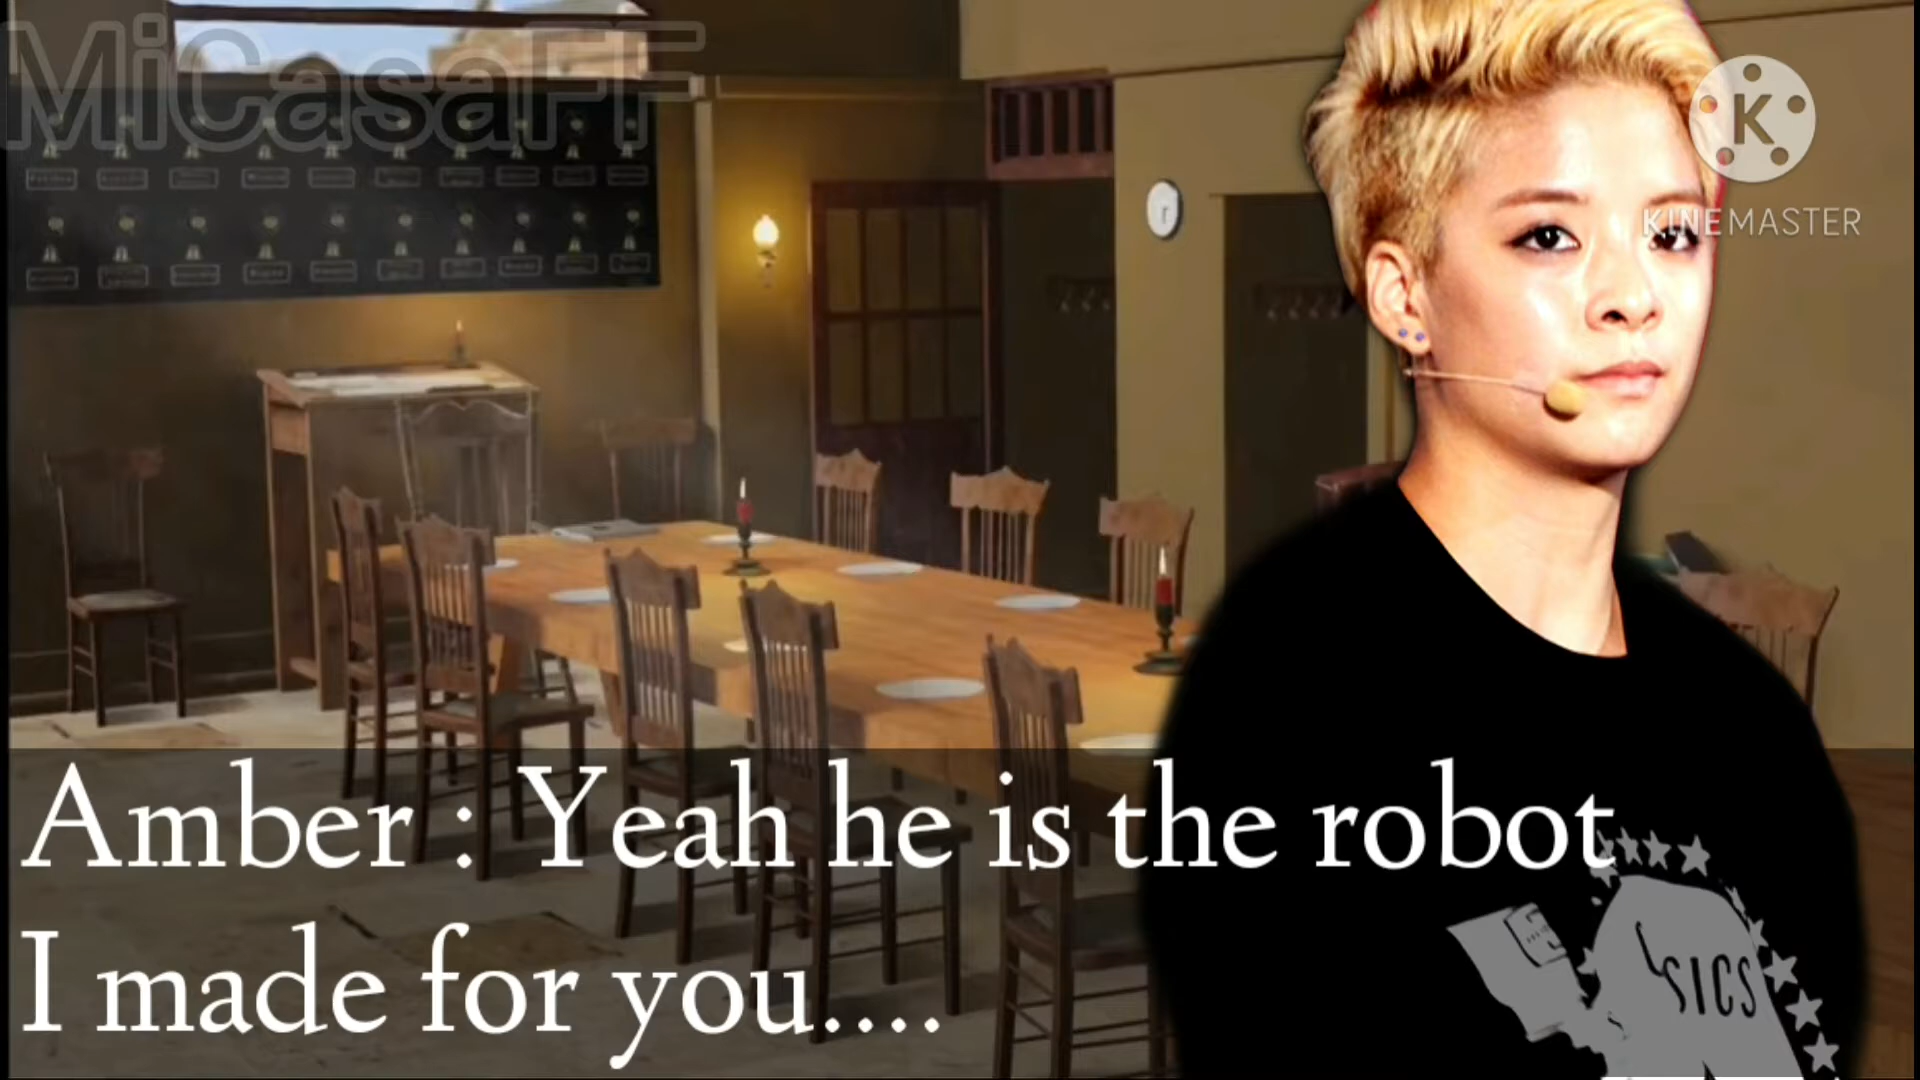 MiCasaFF
K
KINEMASTER
Amber : Yeah he is the robot
I made for you....
SICS